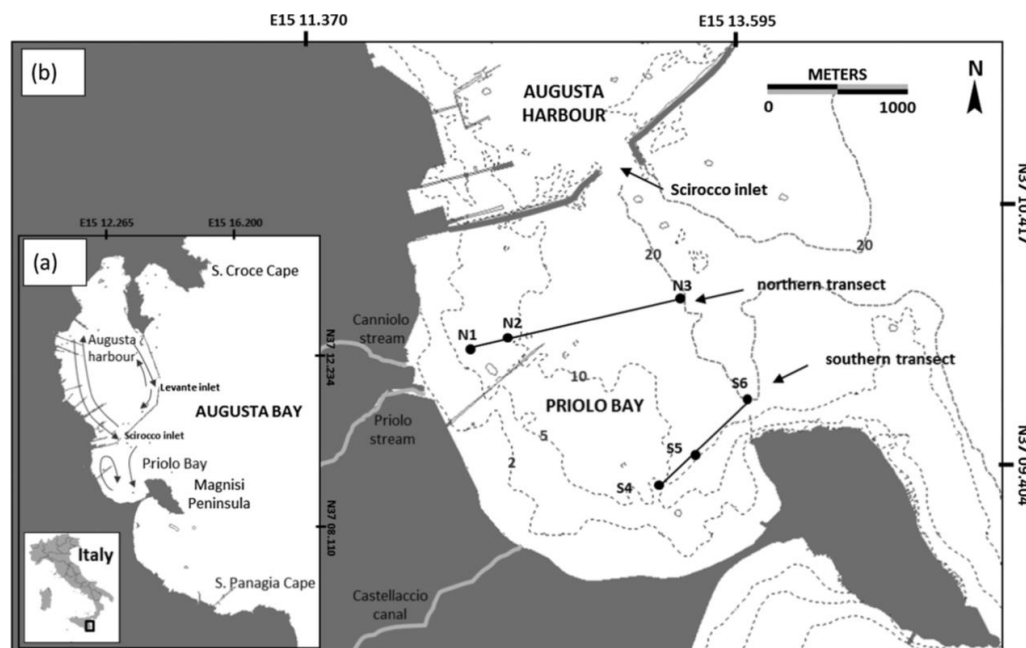 E15 11.370
E15 13.595
(b)
AUGUSTA
HARBOUR
METERS
0
1000
N
Scirocco inlet
N37 10.417
20
20
northern transect
N3
N2
N1
southern transect
S6
10
PRIOLO BAY
5
S5
2
S4
N37 09.404
Canniolo
stream
Priolo
stream
Castellaccio
canal
E15 12.265
E15 16.200
(a)
S. Croce Cape
Augusta
harbour
N37 12.234
Levante inlet
AUGUSTA BAY
Scirocco inlet
Priolo Bay
Magnisi
Peninsula
N37 08.110
Italy
S. Panagia Cape